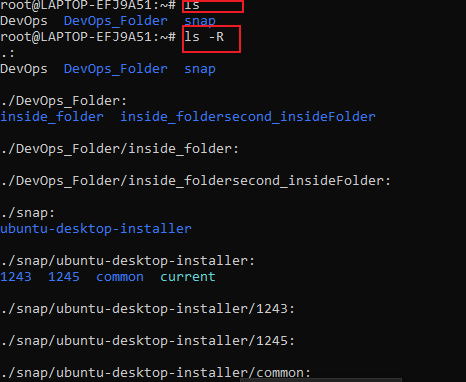 root@LAPTOP-EFJ9A51:~# ls
DevOps  DevOps_Folder  snap
root@LAPTOP-EFJ9A51:~# ls -R
.:
DevOps  DevOps_Folder  snap
./DevOps_Folder:
inside_folder  inside_foldersecond_insideFolder
./DevOps_Folder/inside_folder:
./DevOps_Folder/inside_foldersecond_insideFolder:
./snap:
ubuntu-desktop-installer
./snap/ubuntu-desktop-installer:
1243  1245  common  current
./snap/ubuntu-desktop-installer/1243:
./snap/ubuntu-desktop-installer/1245:
./snap/ubuntu-desktop-installer/common: